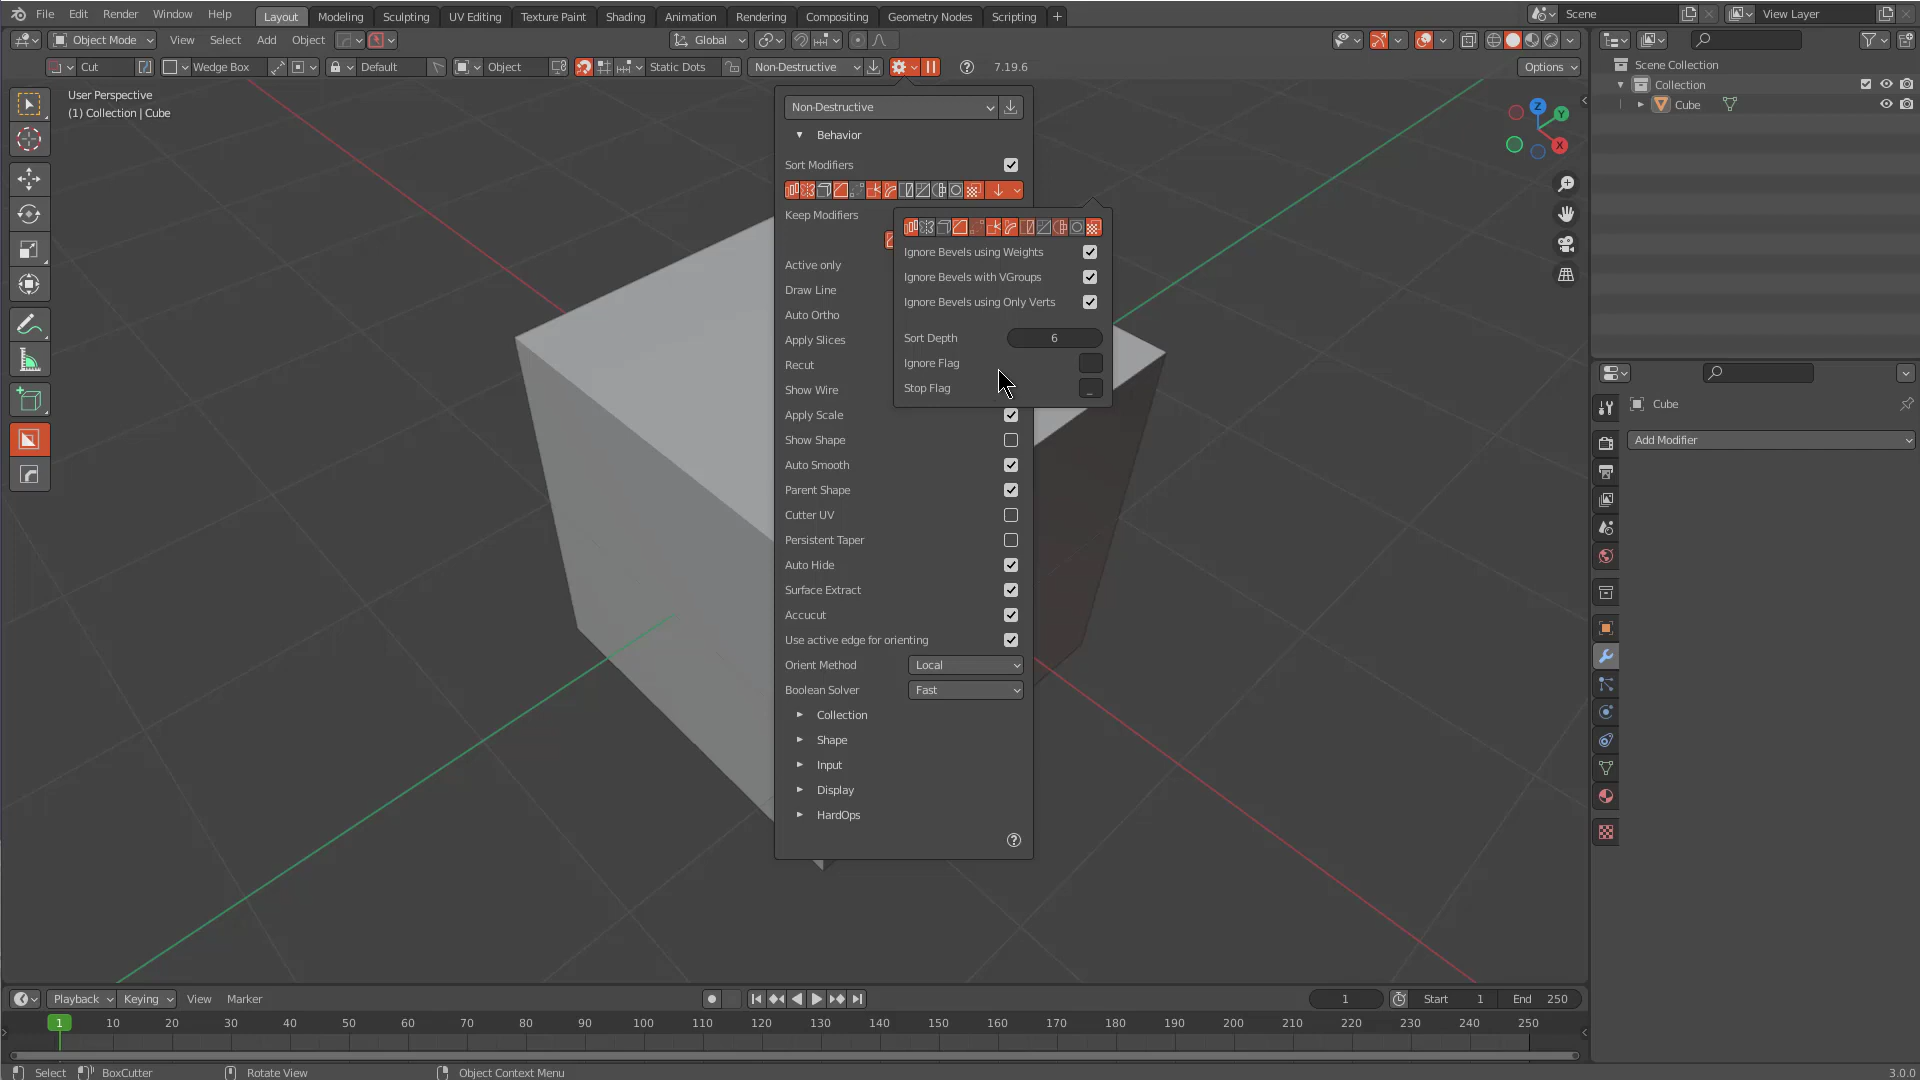 File Edit Render Window Help Layout Modeling Sculpting UV Editing Texture Paint Shading Animation Rendering Compositing Geometry Nodes Scripting + Scene View Layer
Object Mode View Select Add Object Global
Cut Wedge Box Default Object Static Dots Non-Destructive 7.19.6 Options
User Perspective
(1) Collection | Cube
Non-Destructive
Behavior
Sort Modifiers
Keep Modifiers
Active only
Draw Line
Auto Ortho
Apply Slices
Recut
Show Wire
Apply Scale
Show Shape
Auto Smooth
Parent Shape
Cutter UV
Persistent Taper
Auto Hide
Surface Extract
Accucut
Use active edge for orienting
Orient Method Local
Boolean Solver Fast
Collection
Shape
Input
Display
HardOps
Ignore Bevels using Weights
Ignore Bevels with VGroups
Ignore Bevels using Only Verts
Sort Depth 6
Ignore Flag
Stop Flag _
Z
Y
X
Scene Collection
Collection
Cube
Cube
Add Modifier
Playback Keying View Marker 1 Start 1 End 250
1 10 20 30 40 50 60 70 80 90 100 110 120 130 140 150 160 170 180 190 200 210 220 230 240 250
Select BoxCutter Rotate View Object Context Menu 3.0.0